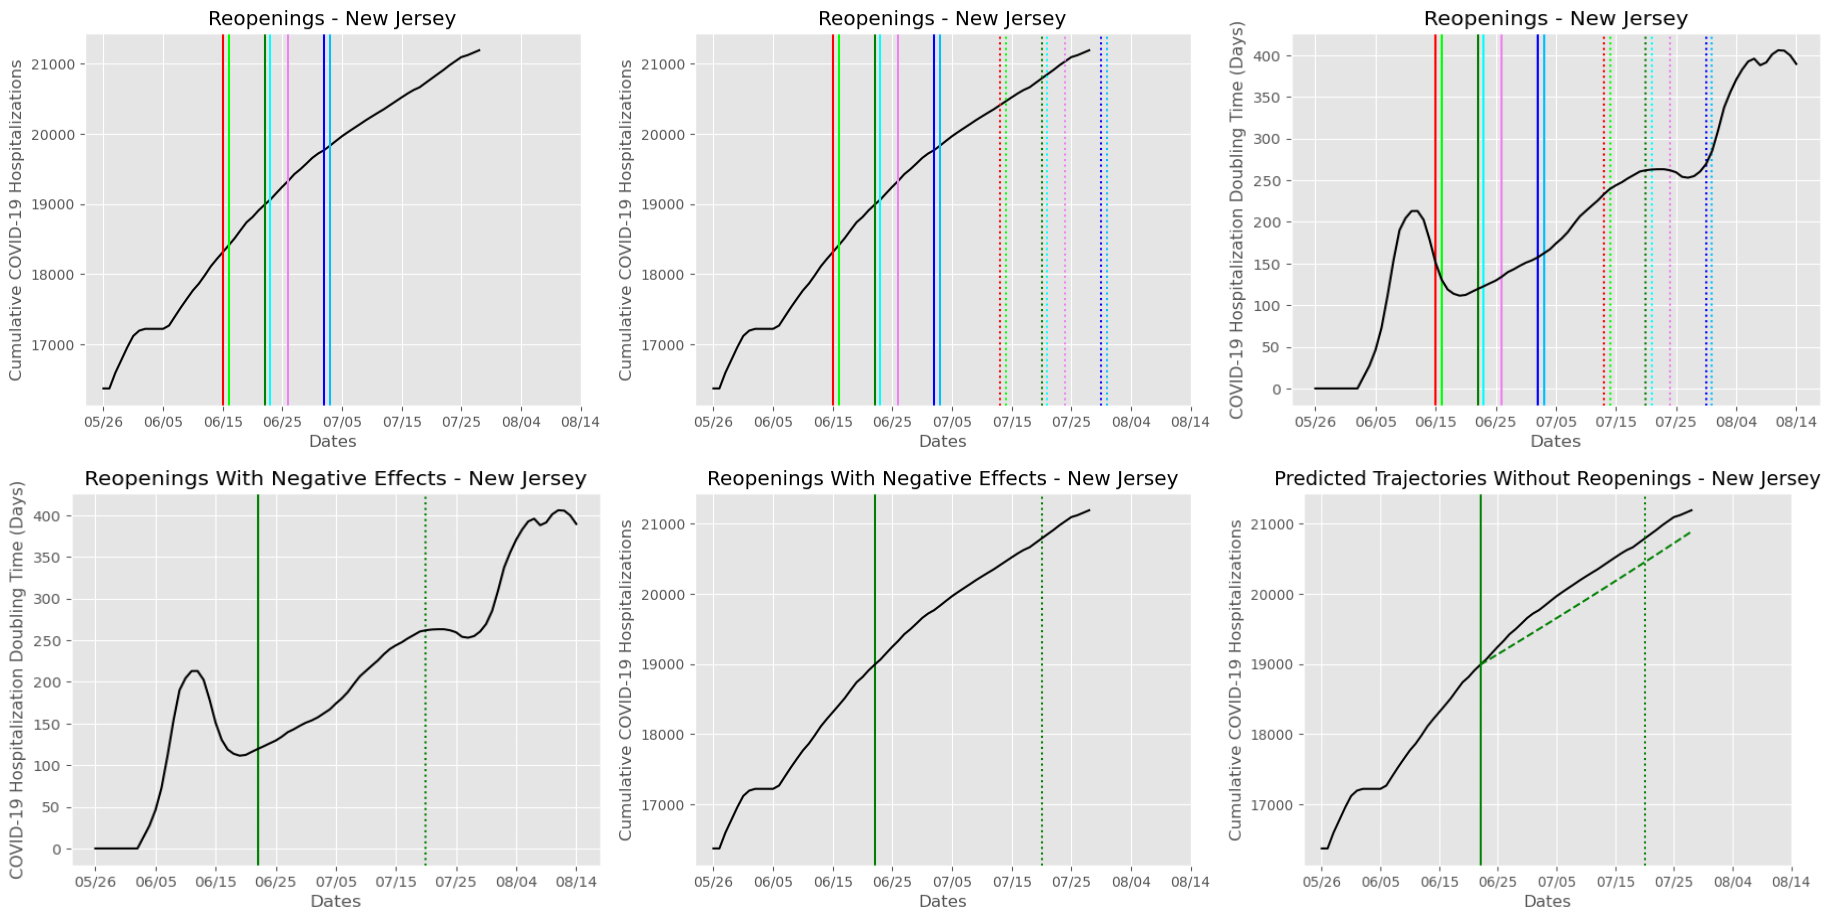 Reopenings - New Jersey
Cumulative COVID-19 Hospitalizations
21000
20000
19000
18000
17000
05/26 06/05 06/15 06/25 07/05 07/15 07/25 08/04 08/14
Dates
Reopenings - New Jersey
Cumulative COVID-19 Hospitalizations
21000
20000
19000
18000
17000
05/26 06/05 06/15 06/25 07/05 07/15 07/25 08/04 08/14
Dates
Reopenings - New Jersey
COVID-19 Hospitalization Doubling Time (Days)
400
350
300
250
200
150
100
50
0
05/26 06/05 06/15 06/25 07/05 07/15 07/25 08/04 08/14
Dates
Reopenings With Negative Effects - New Jersey
COVID-19 Hospitalization Doubling Time (Days)
400
350
300
250
200
150
100
50
0
05/26 06/05 06/15 06/25 07/05 07/15 07/25 08/04 08/14
Dates
Reopenings With Negative Effects - New Jersey
Cumulative COVID-19 Hospitalizations
21000
20000
19000
18000
17000
05/26 06/05 06/15 06/25 07/05 07/15 07/25 08/04 08/14
Dates
Predicted Trajectories Without Reopenings - New Jersey
Cumulative COVID-19 Hospitalizations
21000
20000
19000
18000
17000
05/26 06/05 06/15 06/25 07/05 07/15 07/25 08/04 08/14
Dates